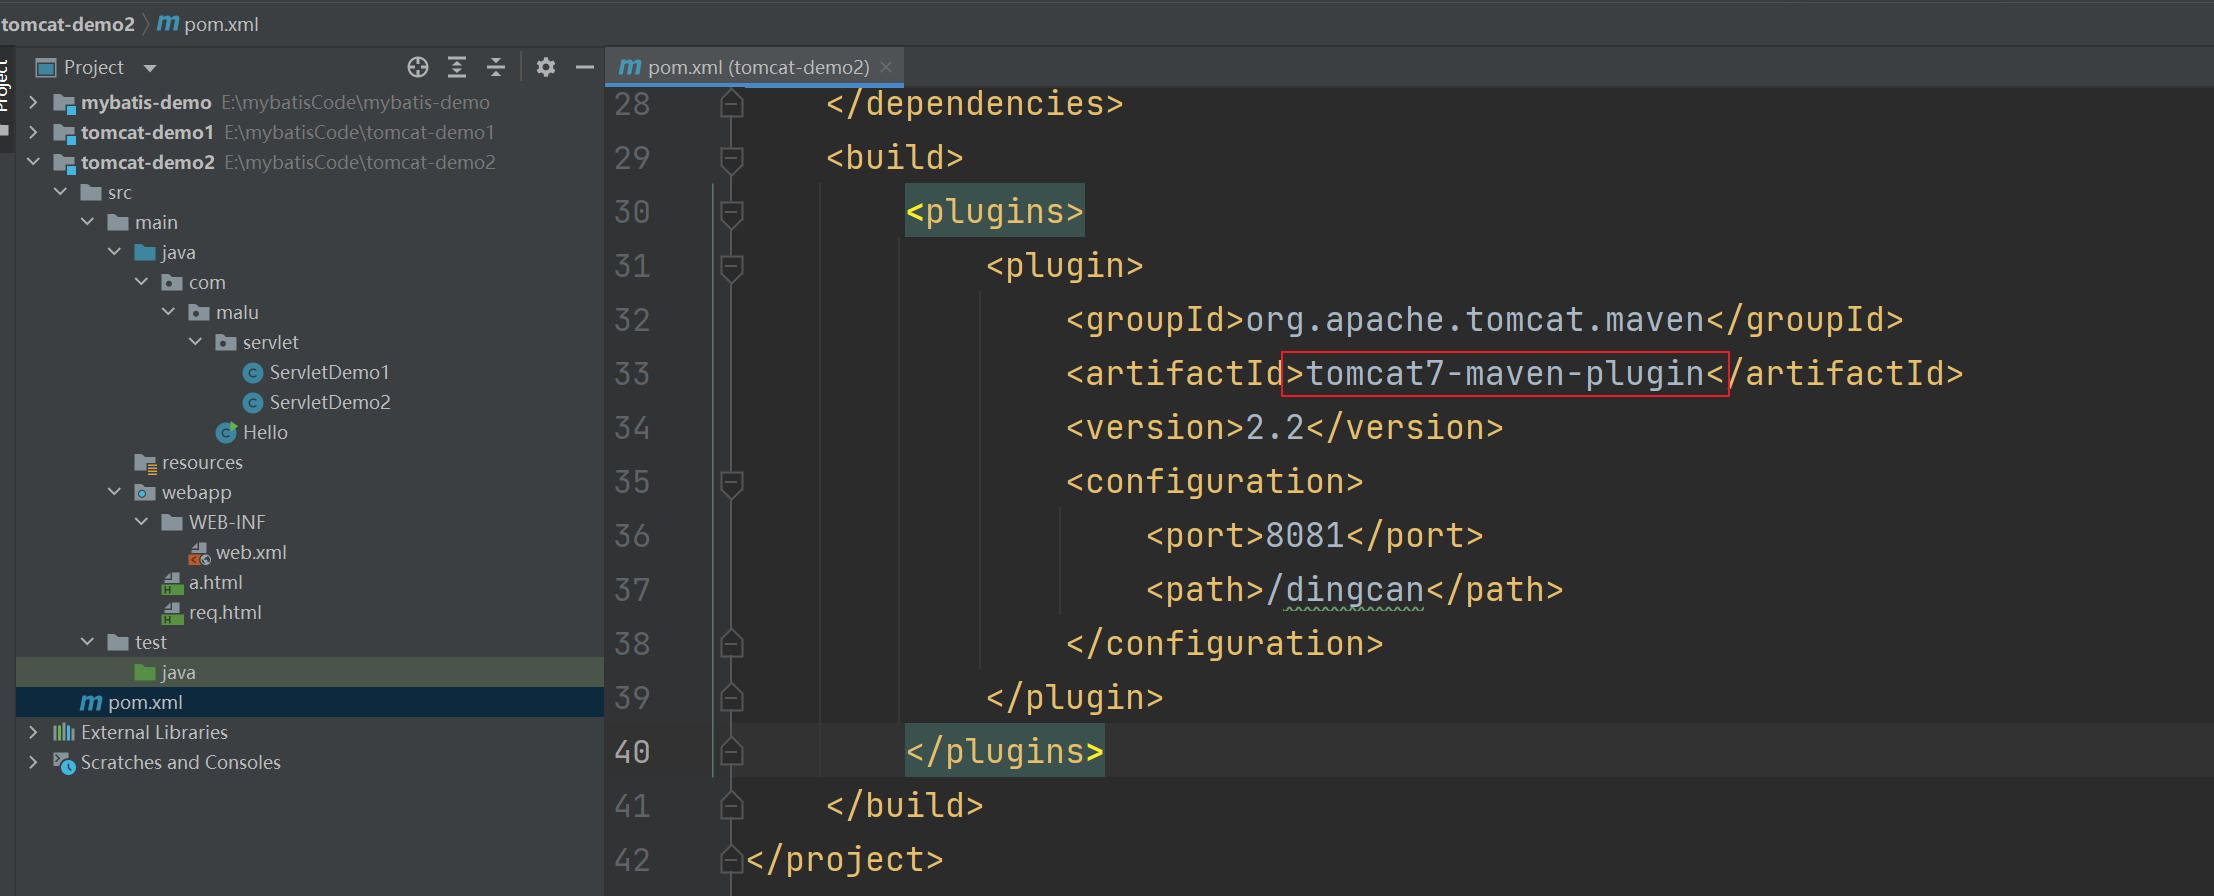 tomcat-demo2 pom.xml
Project
Project
mybatis-demo E:\mybatisCode\mybatis-demo
tomcat-demo1 E:\mybatisCode\tomcat-demo1
tomcat-demo2 E:\mybatisCode\tomcat-demo2
src
main
java
com
malu
servlet
ServletDemo1
ServletDemo2
Hello
resources
webapp
WEB-INF
web.xml
a.html
req.html
test
java
pom.xml
External Libraries
Scratches and Consoles
pom.xml (tomcat-demo2)
28 </dependencies>
29 <build>
30 <plugins>
31 <plugin>
32 <groupId>org.apache.tomcat.maven</groupId>
33 <artifactId>tomcat7-maven-plugin</artifactId>
34 <version>2.2</version>
35 <configuration>
36 <port>8081</port>
37 <path>/dingcan</path>
38 </configuration>
39 </plugin>
40 </plugins>
41 </build>
42 </project>